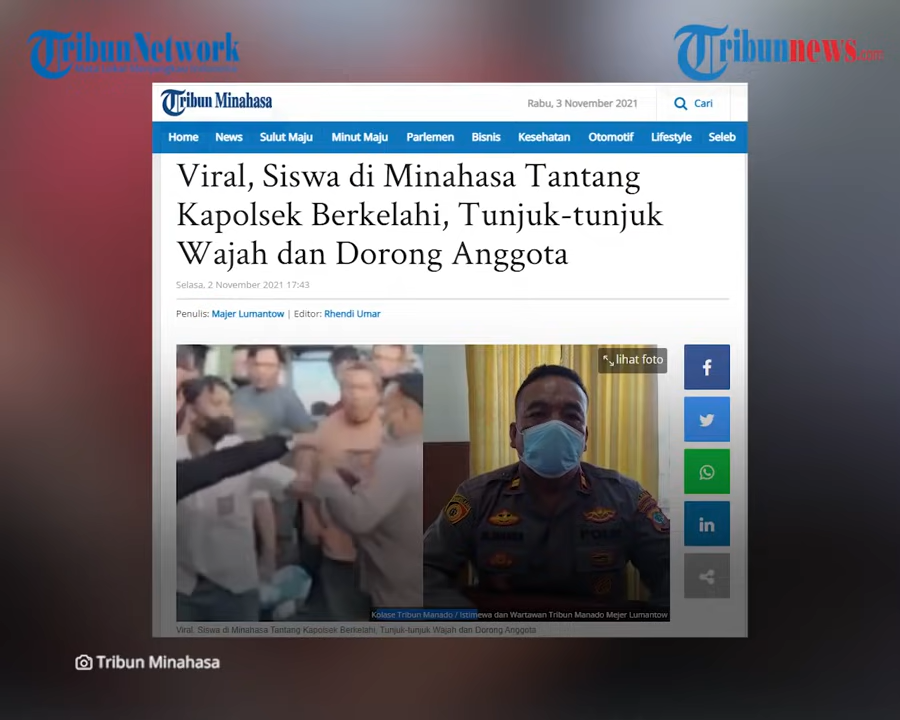 Tribun Network
Tribunnews.com
Tribun Minahasa
Rabu, 3 November 2021
Cari
Home News Sulut Maju Minut Maju Parlemen Bisnis Kesehatan Otomotif Lifestyle Seleb
Viral, Siswa di Minahasa Tantang
Kapolsek Berkelahi, Tunjuk-tunjuk
Wajah dan Dorong Anggota
Selasa, 2 November 2021 17:43
Penulis: Majer Lumantow | Editor: Rhendi Umar
lihat foto
Kolase Tribun Manado / Istimewa dan Wartawan Tribun Manado Mejer Lumantow
Viral, Siswa di Minahasa Tantang Kapolsek Berkelahi, Tunjuk-tunjuk Wajah dan Dorong Anggota
Tribun Minahasa